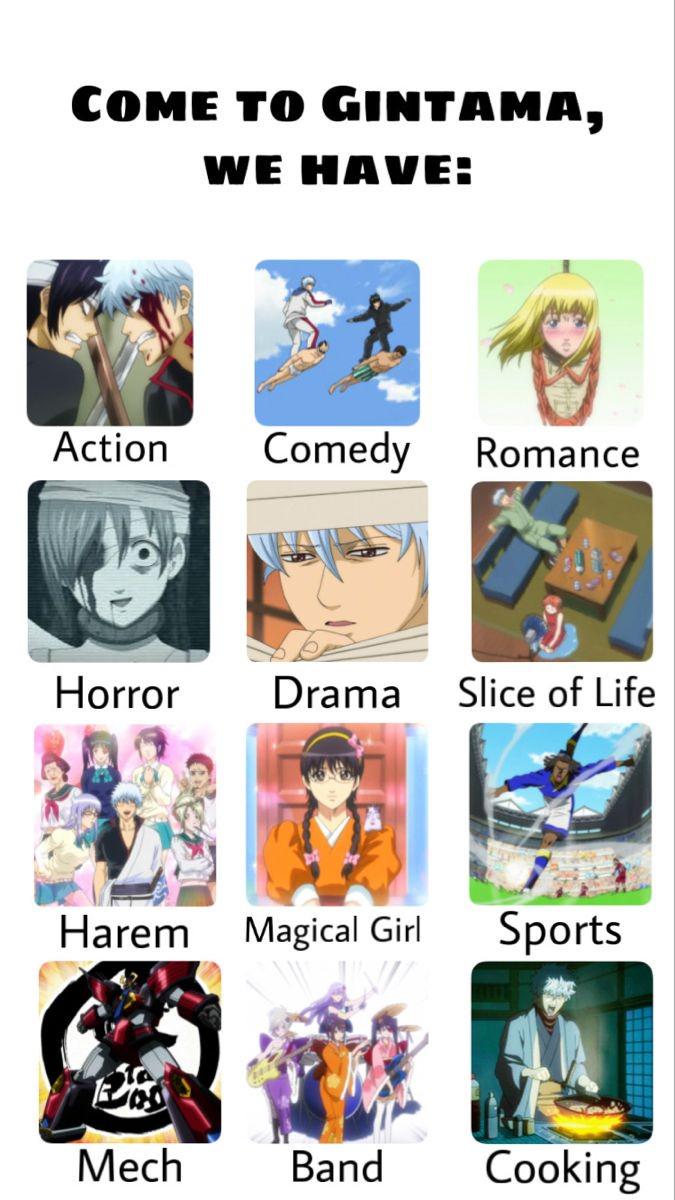 Come to Gintama,
we have:
Action
Comedy
Romance
Horror
Drama
Slice of Life
Harem
Magical Girl
Sports
Mech
Band
Cooking